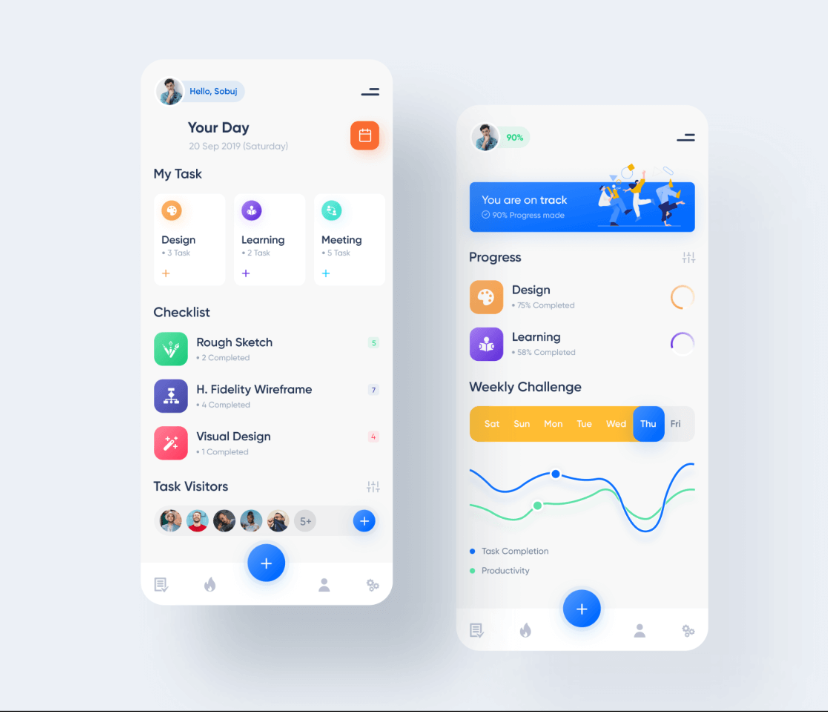 Hello, Sobuj
Your Day
20 Sep 2019 (Saturday)
My Task
Design
• 3 Task
+
Learning
• 2 Task
+
Meeting
• 5 Task
+
Checklist
Rough Sketch
• 2 Completed
5
H. Fidelity Wireframe
• 4 Completed
7
Visual Design
• 1 Completed
4
Task Visitors
5+
+
+
90%
You are on track
90% Progress mode
Progress
Design
• 75% Completed
Learning
• 58% Completed
Weekly Challenge
Sat Sun Mon Tue Wed Thu Fri
Task Completion
Productivity
+